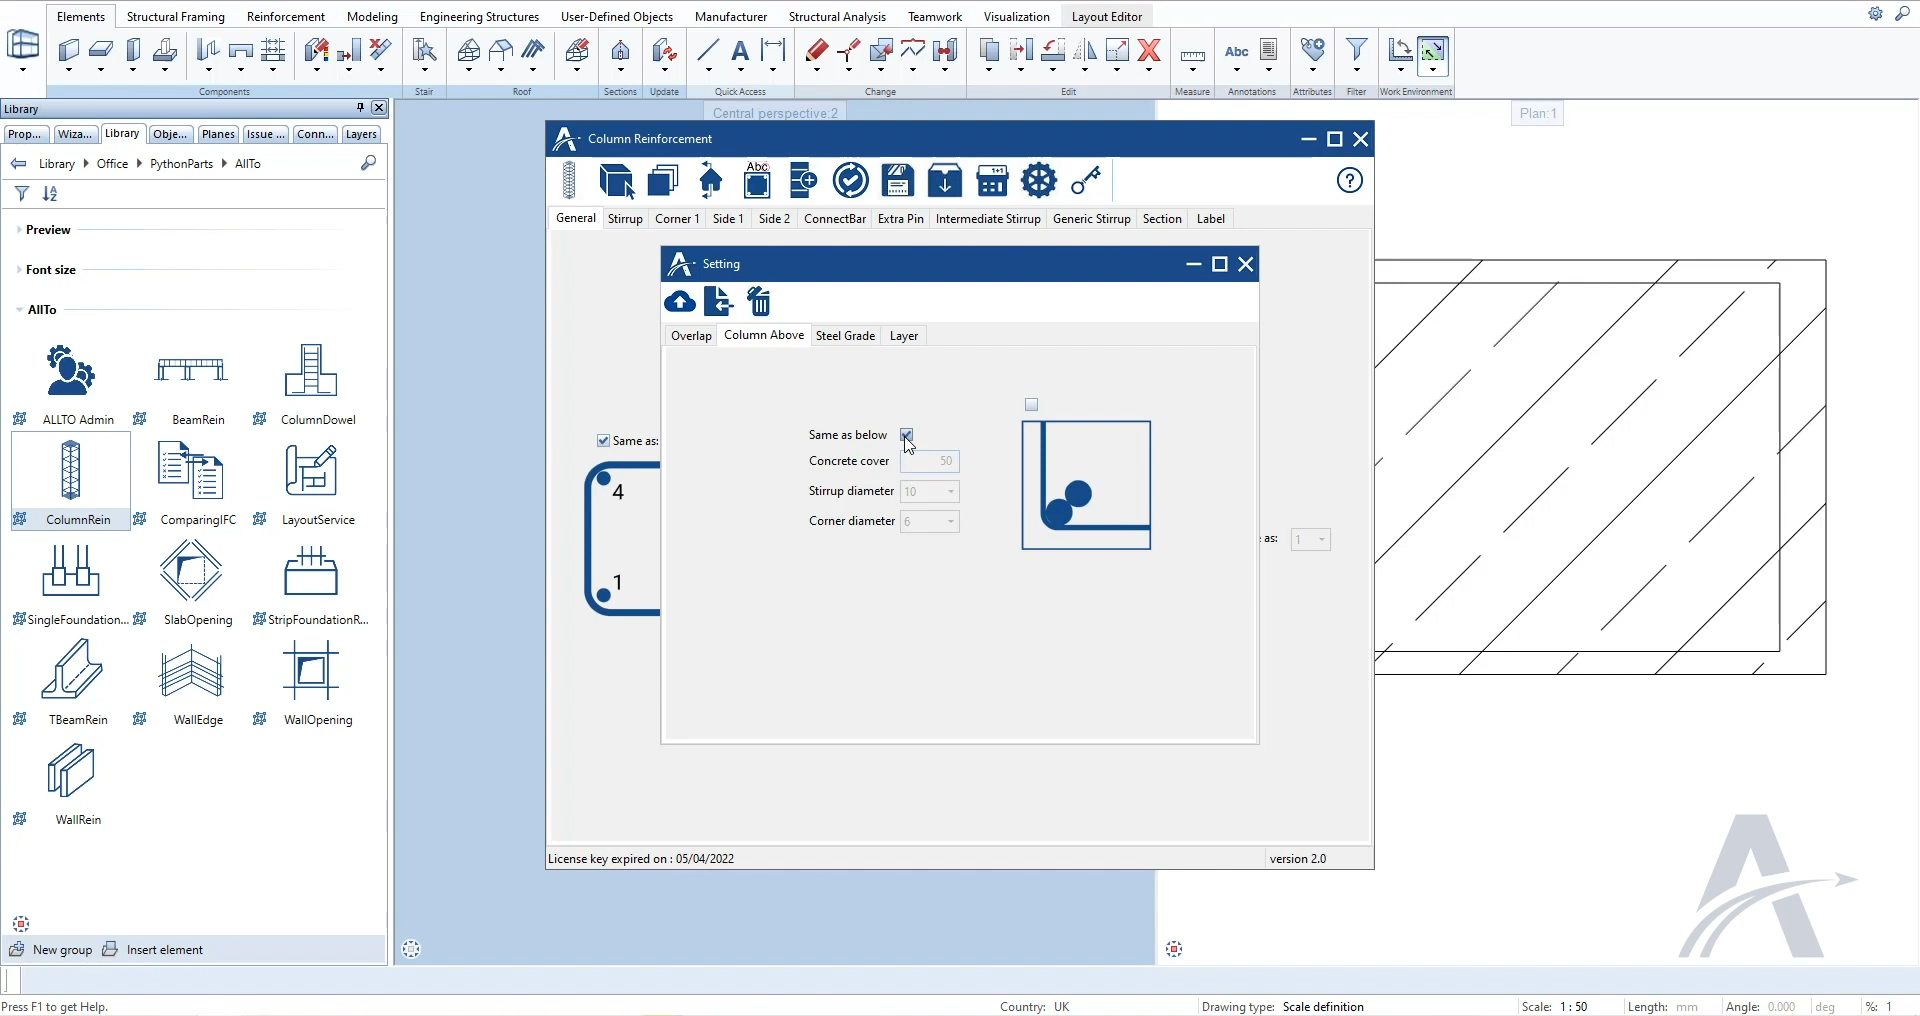 Elements Structural Framing Reinforcement Modeling Engineering Structures User-Defined Objects Manufacturer Structural Analysis Teamwork Visualization Layout Editor
A Abc
Components Stair Roof Sections Update Quick Access Change Edit Measure Annotations Attributes Filter Work Environment
Library
Prop... Wiza... Library Obje... Planes Issue ... Conn... Layers
Library Office PythonParts AllTo
Preview
Font size
AllTo
ALLTO Admin BeamRein ColumnDowel
ColumnRein ComparingIFC LayoutService
SingleFoundation... SlabOpening StripFoundationR...
TBeamRein WallEdge WallOpening
WallRein
New group Insert element
Central perspective:2
Plan:1
Column Reinforcement
Abc 1+1 ?
General Stirrup Corner 1 Side 1 Side 2 ConnectBar Extra Pin Intermediate Stirrup Generic Stirrup Section Label
Same as:
4
1
Setting
Overlap Column Above Steel Grade Layer
Same as below
Concrete cover 50
Stirrup diameter 10
Corner diameter 6
as: 1
License key expired on : 05/04/2022 version 2.0
Press F1 to get Help. Country: UK Drawing type: Scale definition Scale: 1 : 50 Length: mm Angle: 0.000 deg %: 1